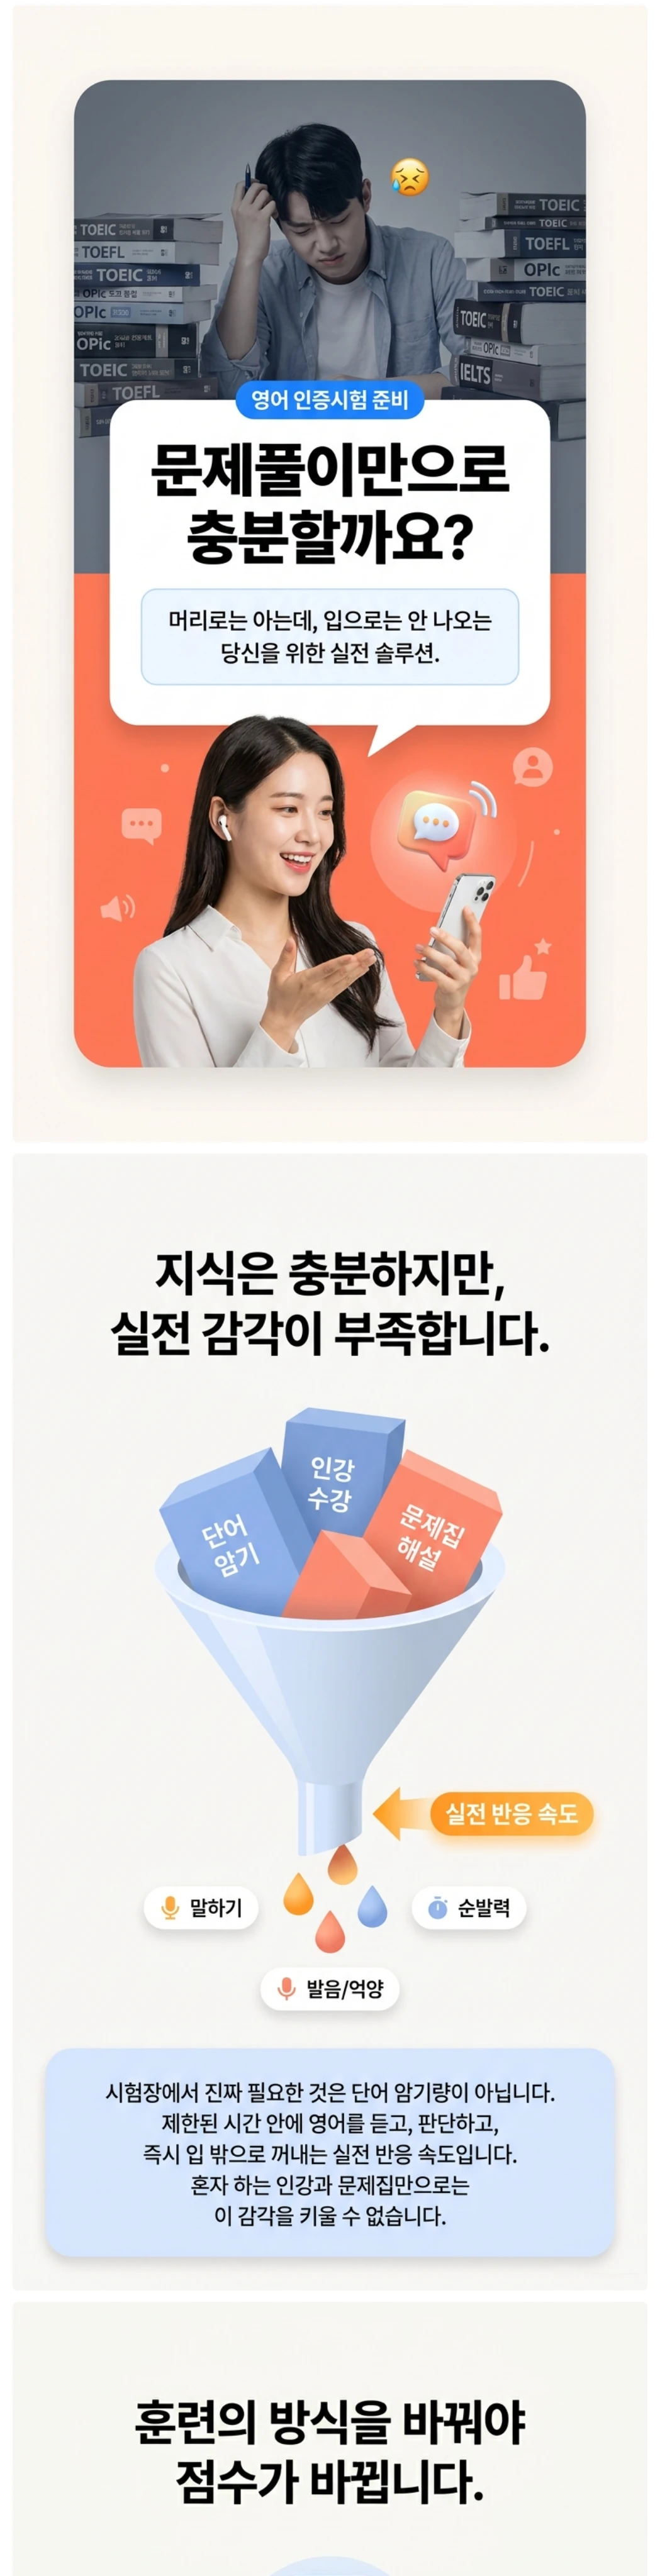 TOEIC
TOEFL
TOEIC
OPIc
OPIc
OPIc
TOEIC
TOEFL
TOEIC
TOEIC
TOEFL
OPIc
TOEIC
TOEIC
OPIc
IELTS
영어 인증시험 준비
문제풀이만으로
충분할까요?
머리로는 아는데, 입으로는 안 나오는
당신을 위한 실전 솔루션.
지식은 충분하지만,
실전 감각이 부족합니다.
인강
수강
단어
암기
문제집
해설
실전 반응 속도
말하기
순발력
발음/억양
시험장에서 진짜 필요한 것은 단어 암기량이 아닙니다.
제한된 시간 안에 영어를 듣고, 판단하고,
즉시 입 밖으로 꺼내는 실전 반응 속도입니다.
혼자 하는 인강과 문제집만으로는
이 감각을 키울 수 없습니다.
훈련의 방식을 바꿔야
점수가 바뀝니다.